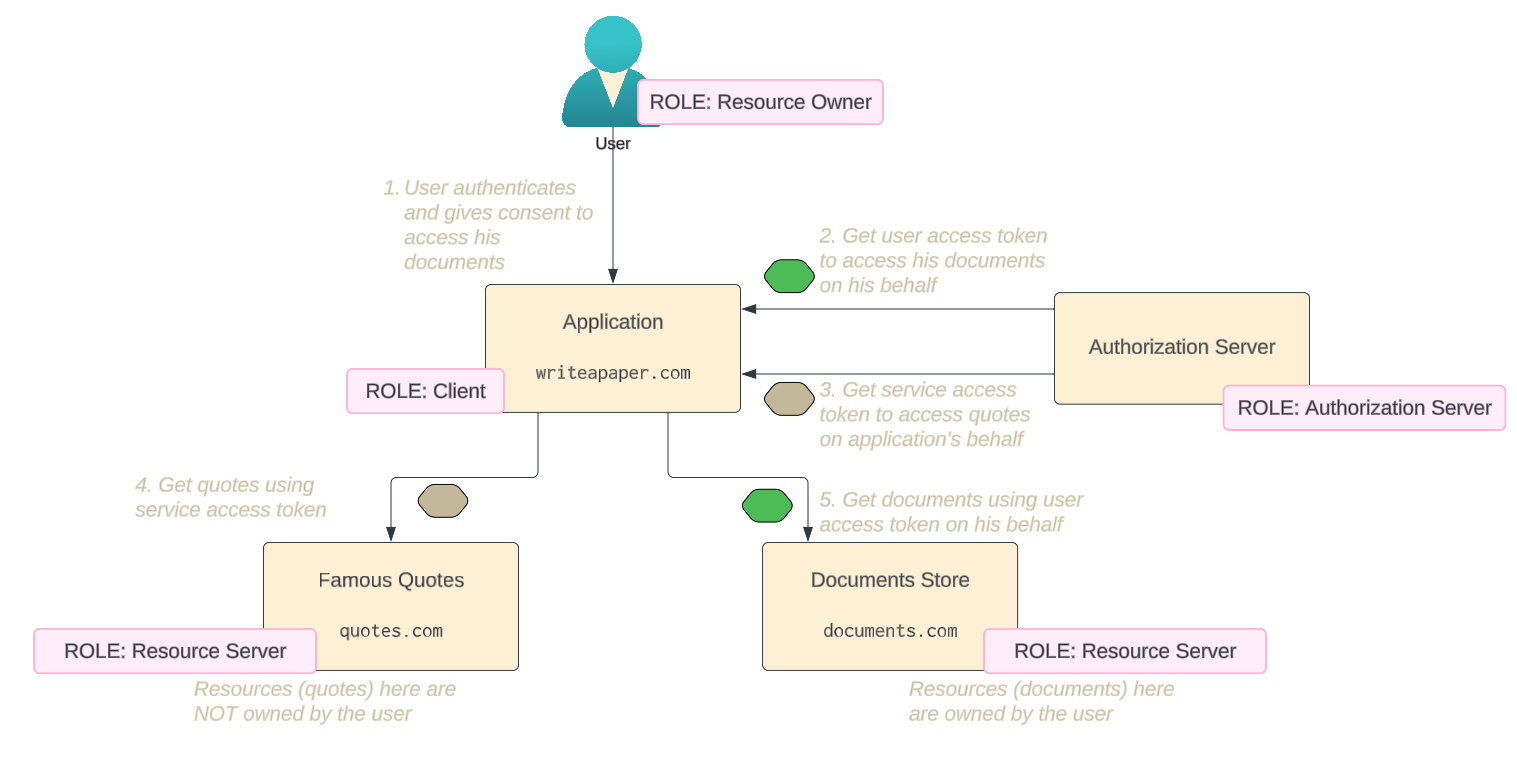 ROLE: Resource Owner
User
1. User authenticates
and gives consent to
access his
documents
2. Get user access token
to access his documents
on his behalf
Application
writeapaper.com
ROLE: Client
Authorization Server
ROLE: Authorization Server
3. Get service access
token to access quotes
on application's behalf
4. Get quotes using
service access token
5. Get documents using user
access token on his behalf
Famous Quotes
quotes.com
ROLE: Resource Server
Resources (quotes) here are
NOT owned by the user
Documents Store
documents.com
ROLE: Resource Server
Resources (documents) here
are owned by the user